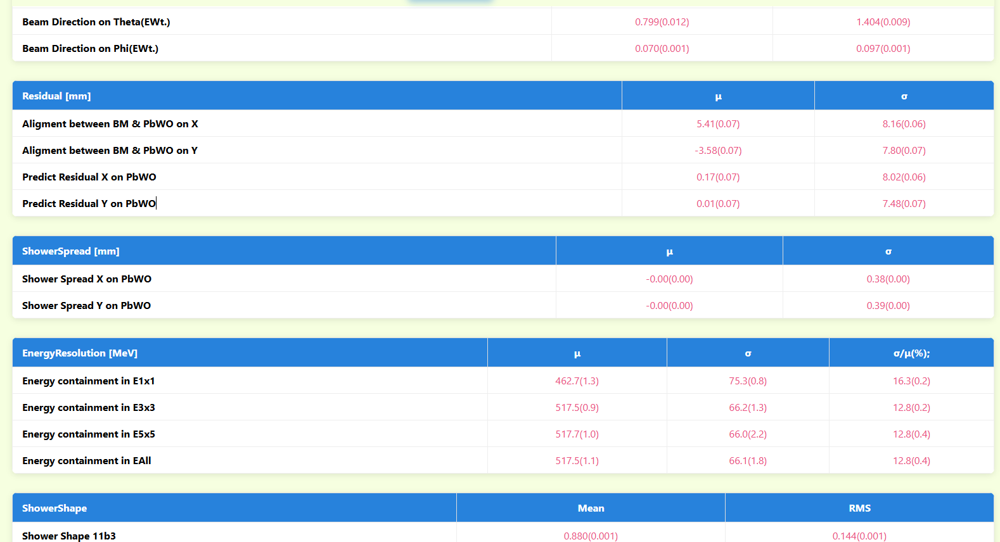 Beam Direction on Theta(EWt.) 0.799(0.012) 1.404(0.009)
Beam Direction on Phi(EWt.) 0.070(0.001) 0.097(0.001)
Residual [mm] μ σ
Aligment between BM & PbWO on X 5.41(0.07) 8.16(0.06)
Aligment between BM & PbWO on Y -3.58(0.07) 7.80(0.07)
Predict Residual X on PbWO 0.17(0.07) 8.02(0.06)
Predict Residual Y on PbWO 0.01(0.07) 7.48(0.07)
ShowerSpread [mm] μ σ
Shower Spread X on PbWO -0.00(0.00) 0.38(0.00)
Shower Spread Y on PbWO -0.00(0.00) 0.39(0.00)
EnergyResolution [MeV] μ σ σ/μ(%);
Energy containment in E1x1 462.7(1.3) 75.3(0.8) 16.3(0.2)
Energy containment in E3x3 517.5(0.9) 66.2(1.3) 12.8(0.2)
Energy containment in E5x5 517.7(1.0) 66.0(2.2) 12.8(0.4)
Energy containment in EAll 517.5(1.1) 66.1(1.8) 12.8(0.4)
ShowerShape Mean RMS
Shower Shape 11b3 0.880(0.001) 0.144(0.001)